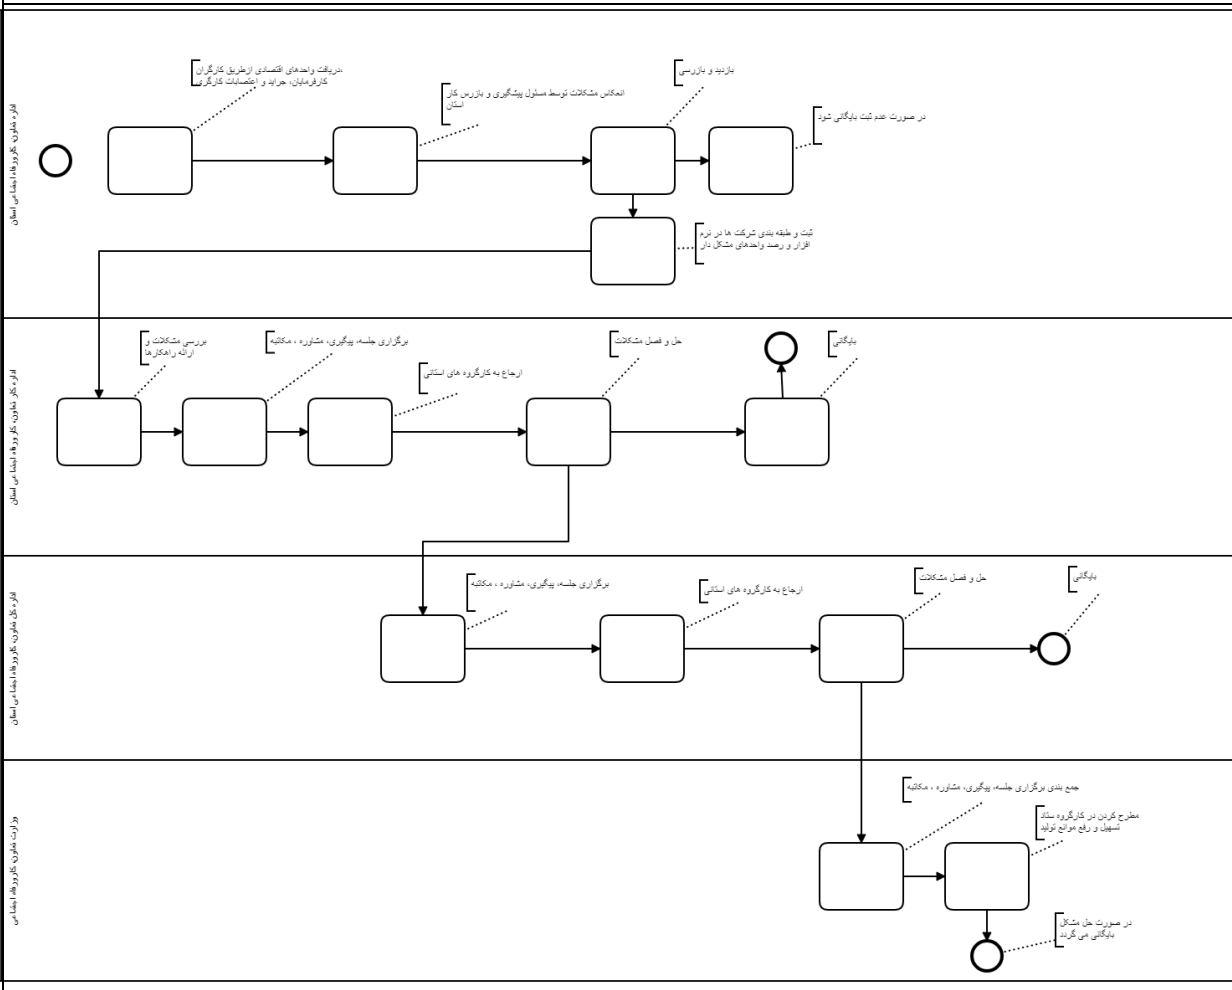 اداره تعاون، کار و رفاه اجتماعی استان
دریافت واحدهای اقتصادی ازطریق کارگران،
کارفرمایان، جراید و اعتصابات کارگری
انعکاس مشکلات توسط مسئول پیشگیری و بازرس کار
استان
بازدید و بازرسی
در صورت عدم ثبت بایگانی شود
ثبت و طبقه بندی شرکت ها در نرم
افزار و رصد واحدهای مشکل دار
اداره کار تعاون، کار و رفاه اجتماعی استان
بررسی مشکلات و
ارائه راهکارها
برگزاری جلسه، پیگیری، مشاوره ، مکاتبه
ارجاع به کارگروه های استانی
حل و فصل مشکلات
بایگانی
اداره کل تعاون، کار و رفاه اجتماعی استان
برگزاری جلسه، پیگیری، مشاوره ، مکاتبه
ارجاع به کارگروه های استانی
حل و فصل مشکلات
بایگانی
وزارت تعاون، کار و رفاه اجتماعی
جمع بندی برگزاری جلسه، پیگیری، مشاوره ، مکاتبه
مطرح کردن در کارگروه ستاد
تسهیل و رفع موانع تولید
در صورت حل مشکل
بایگانی می گردد